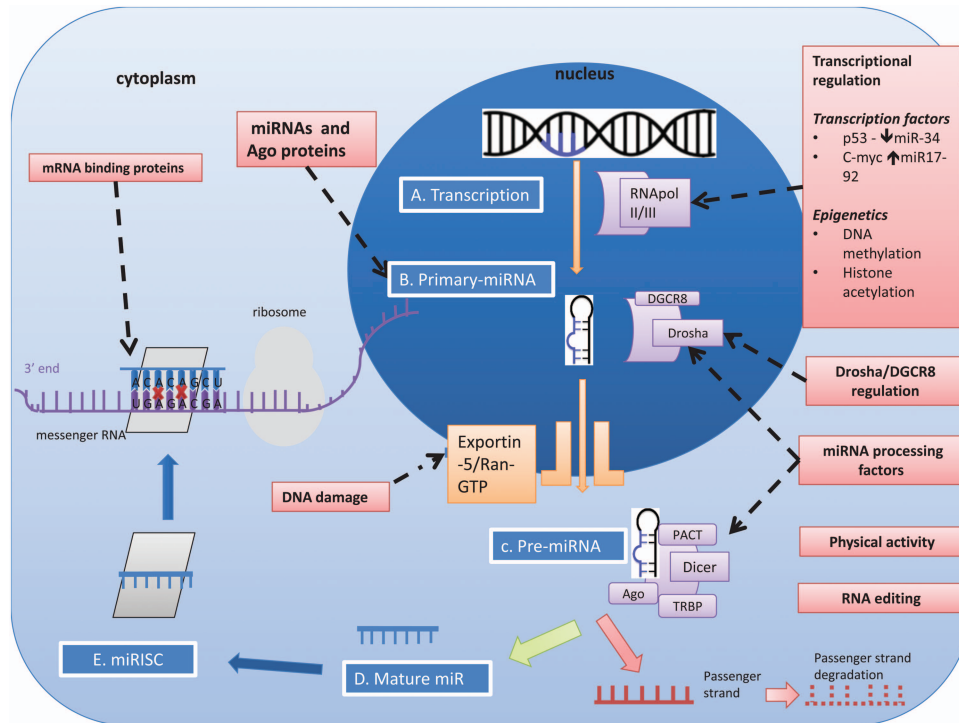 cytoplasm
nucleus
Transcriptional
regulation
Transcription factors
• p53 - ↓miR-34
• C-myc ↑miR17-
92
Epigenetics
• DNA
methylation
• Histone
acetylation
miRNAs and
Ago proteins
mRNA binding proteins
A. Transcription
RNApol
II/III
B. Primary-miRNA
DGCR8
Drosha
ribosome
3' end
A C A C A G C U
U G A G A C G A
messenger RNA
Drosha/DGCR8
regulation
Exportin
-5/Ran-
GTP
miRNA processing
factors
DNA damage
c. Pre-miRNA
PACT
Dicer
Ago
TRBP
Physical activity
RNA editing
E. miRISC
D. Mature miR
Passenger
strand
Passenger strand
degradation